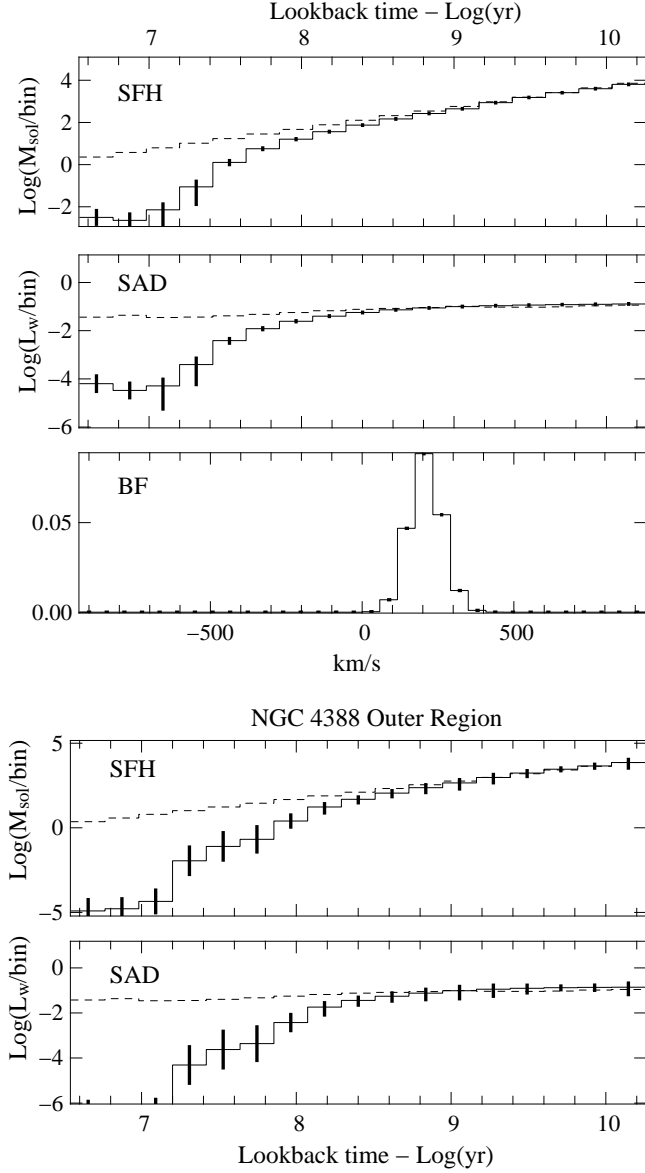 Lookback time – Log(yr)
7 8 9 10
SFH
Log(M_sol/bin)
4
2
0
−2
SAD
Log(L_w/bin)
0
−2
−4
−6
BF
0.05
0.00
−500 0 500
km/s
NGC 4388 Outer Region
SFH
Log(M_sol/bin)
5
0
−5
SAD
Log(L_w/bin)
0
−2
−4
−6
7 8 9 10
Lookback time – Log(yr)